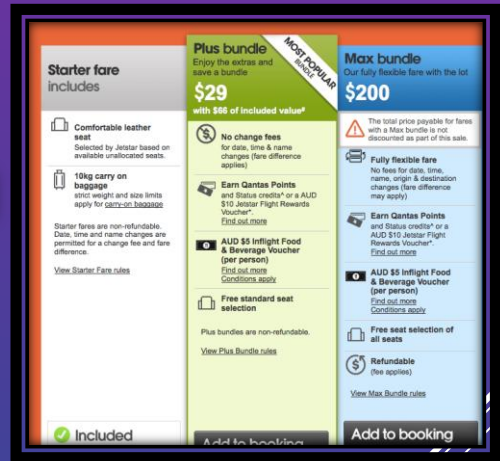 Starter fare
includes
Comfortable leather
seat
Selected by Jetstar based on
available unallocated seats.
10kg carry on
baggage
strict weight and size limits
apply for carry-on baggage
Starter fares are non-refundable.
Date, time and name changes are
permitted for a change fee and fare
difference.
View Starter Fare rules
Included
Plus bundle
Enjoy the extras and
save a bundle
MOST POPULAR
BUNDLE
$29
with $66 of included value#
No change fees
for date, time & name
changes (fare difference
applies)
Earn Qantas Points
and Status credits^ or a AUD
$10 Jetstar Flight Rewards
Voucher*.
Find out more
AUD $5 Inflight Food
& Beverage Voucher
(per person)
Find out more
Conditions apply
Free standard seat
selection
Plus bundles are non-refundable.
View Plus Bundle rules
Add to booking
Max bundle
Our fully flexible fare with the lot
$200
The total price payable for fares
with a Max bundle is not
discounted as part of this sale.
Fully flexible fare
No fees for date, time,
name, origin & destination
changes (fare difference
may apply)
Earn Qantas Points
and Status credits^ or a
AUD $10 Jetstar Flight
Rewards Voucher*.
Find out more
AUD $5 Inflight Food
& Beverage Voucher
(per person)
Find out more
Conditions apply
Free seat selection of
all seats
Refundable
(fee applies)
View Max Bundle rules
Add to booking